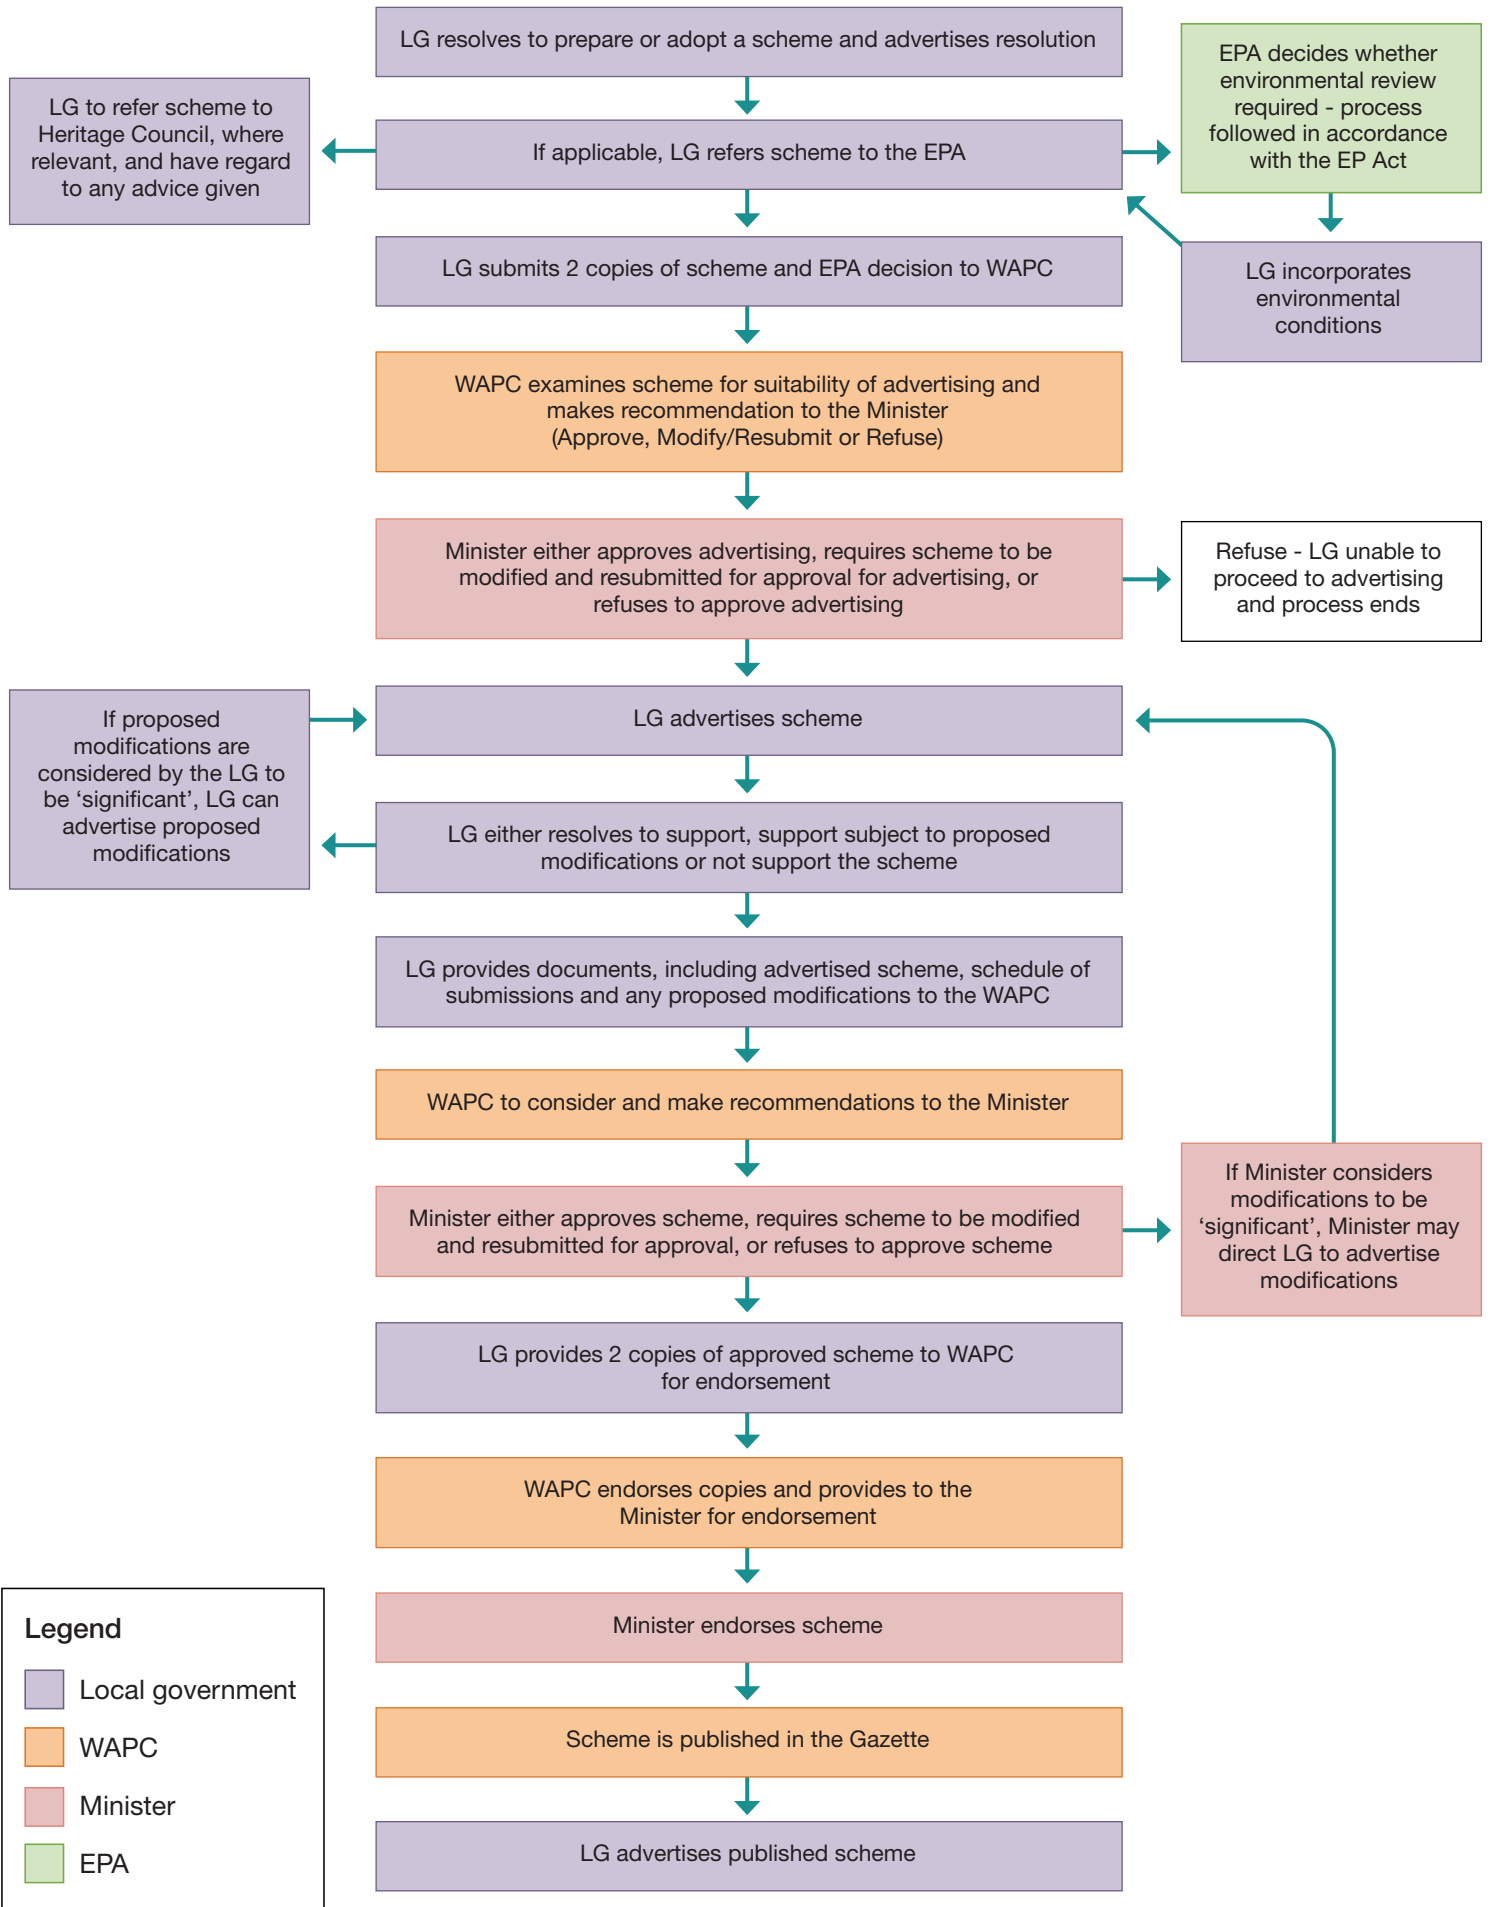 LG resolves to prepare or adopt a scheme and advertises resolution
EPA decides whether
environmental review
required - process
followed in accordance
with the EP Act
LG to refer scheme to
Heritage Council, where
relevant, and have regard
to any advice given
If applicable, LG refers scheme to the EPA
LG submits 2 copies of scheme and EPA decision to WAPC
LG incorporates
environmental
conditions
WAPC examines scheme for suitability of advertising and
makes recommendation to the Minister
(Approve, Modify/Resubmit or Refuse)
Minister either approves advertising, requires scheme to be
modified and resubmitted for approval for advertising, or
refuses to approve advertising
Refuse - LG unable to
proceed to advertising
and process ends
If proposed
modifications are
considered by the LG to
be ‘significant’, LG can
advertise proposed
modifications
LG advertises scheme
LG either resolves to support, support subject to proposed
modifications or not support the scheme
LG provides documents, including advertised scheme, schedule of
submissions and any proposed modifications to the WAPC
WAPC to consider and make recommendations to the Minister
Minister either approves scheme, requires scheme to be modified
and resubmitted for approval, or refuses to approve scheme
If Minister considers
modifications to be
‘significant’, Minister may
direct LG to advertise
modifications
LG provides 2 copies of approved scheme to WAPC
for endorsement
WAPC endorses copies and provides to the
Minister for endorsement
Minister endorses scheme
Scheme is published in the Gazette
LG advertises published scheme
Legend
Local government
WAPC
Minister
EPA